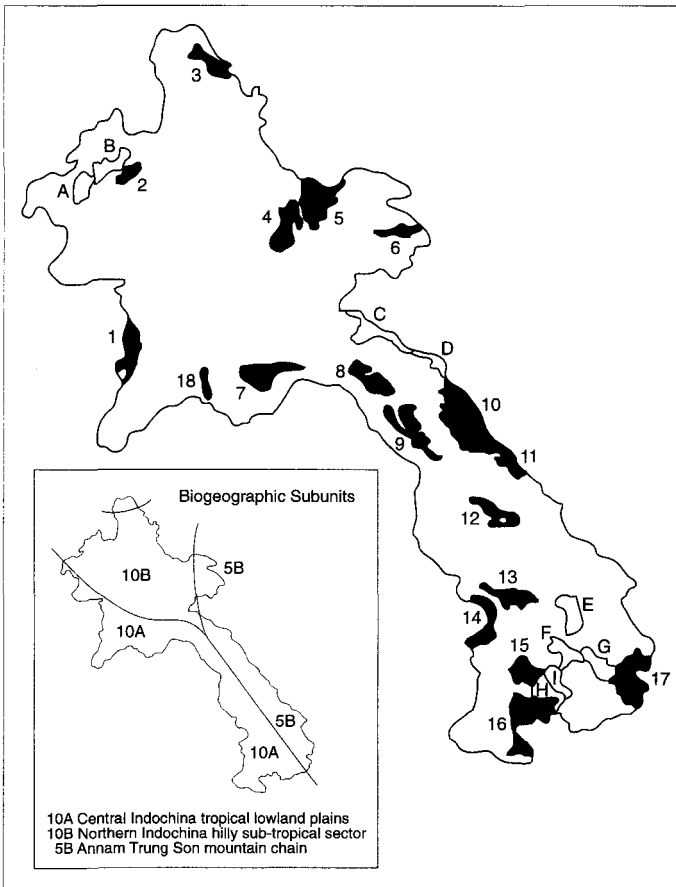 3
B
A
2
4
5
6
C
D
1
18
7
8
9
10
11
12
13
14
E
F
G
15
I
H
17
16
Biogeographic Subunits
10B
5B
10A
5B
10A
10A Central Indochina tropical lowland plains
10B Northern Indochina hilly sub-tropical sector
5B Annam Trung Son mountain chain